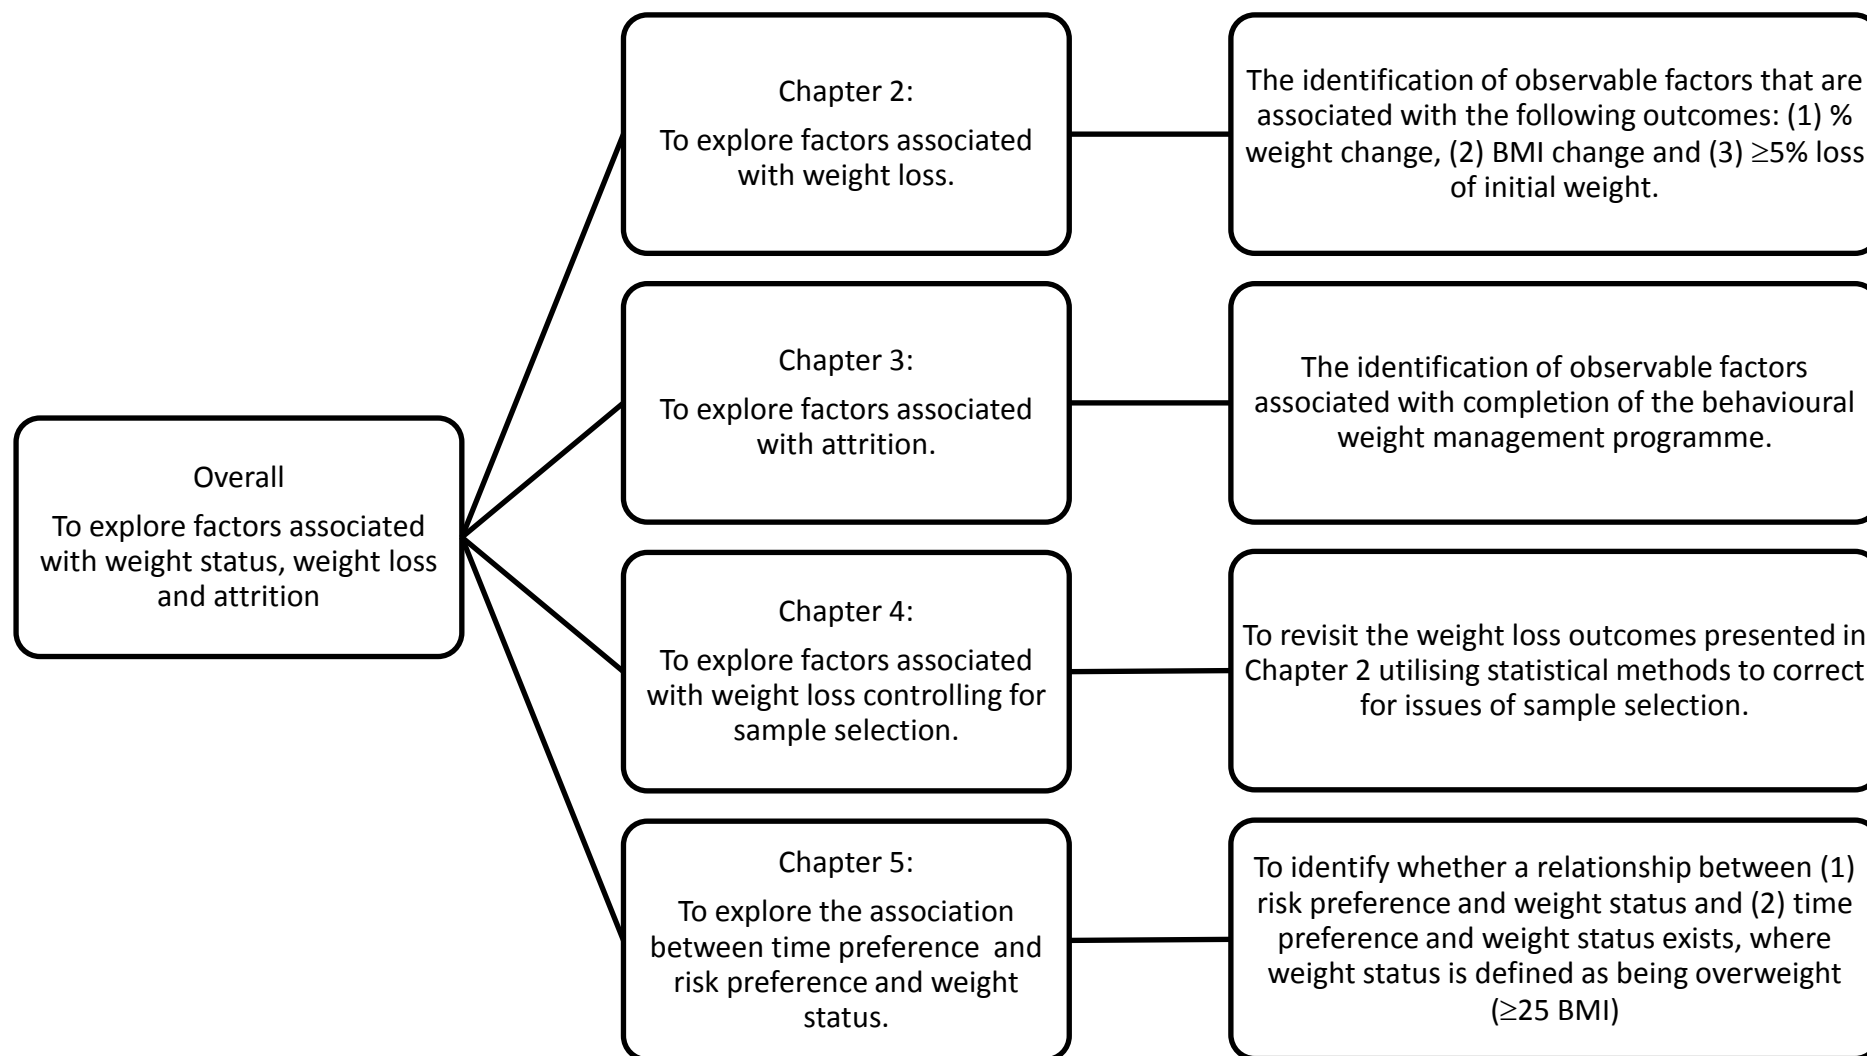 Overall
To explore factors associated
with weight status, weight loss
and attrition
Chapter 2:
To explore factors associated
with weight loss.
The identification of observable factors that are
associated with the following outcomes: (1) %
weight change, (2) BMI change and (3) ≥5% loss
of initial weight.
Chapter 3:
To explore factors associated
with attrition.
The identification of observable factors
associated with completion of the behavioural
weight management programme.
Chapter 4:
To explore factors associated
with weight loss controlling for
sample selection.
To revisit the weight loss outcomes presented in
Chapter 2 utilising statistical methods to correct
for issues of sample selection.
Chapter 5:
To explore the association
between time preference and
risk preference and weight
status.
To identify whether a relationship between (1)
risk preference and weight status and (2) time
preference and weight status exists, where
weight status is defined as being overweight
(≥25 BMI)